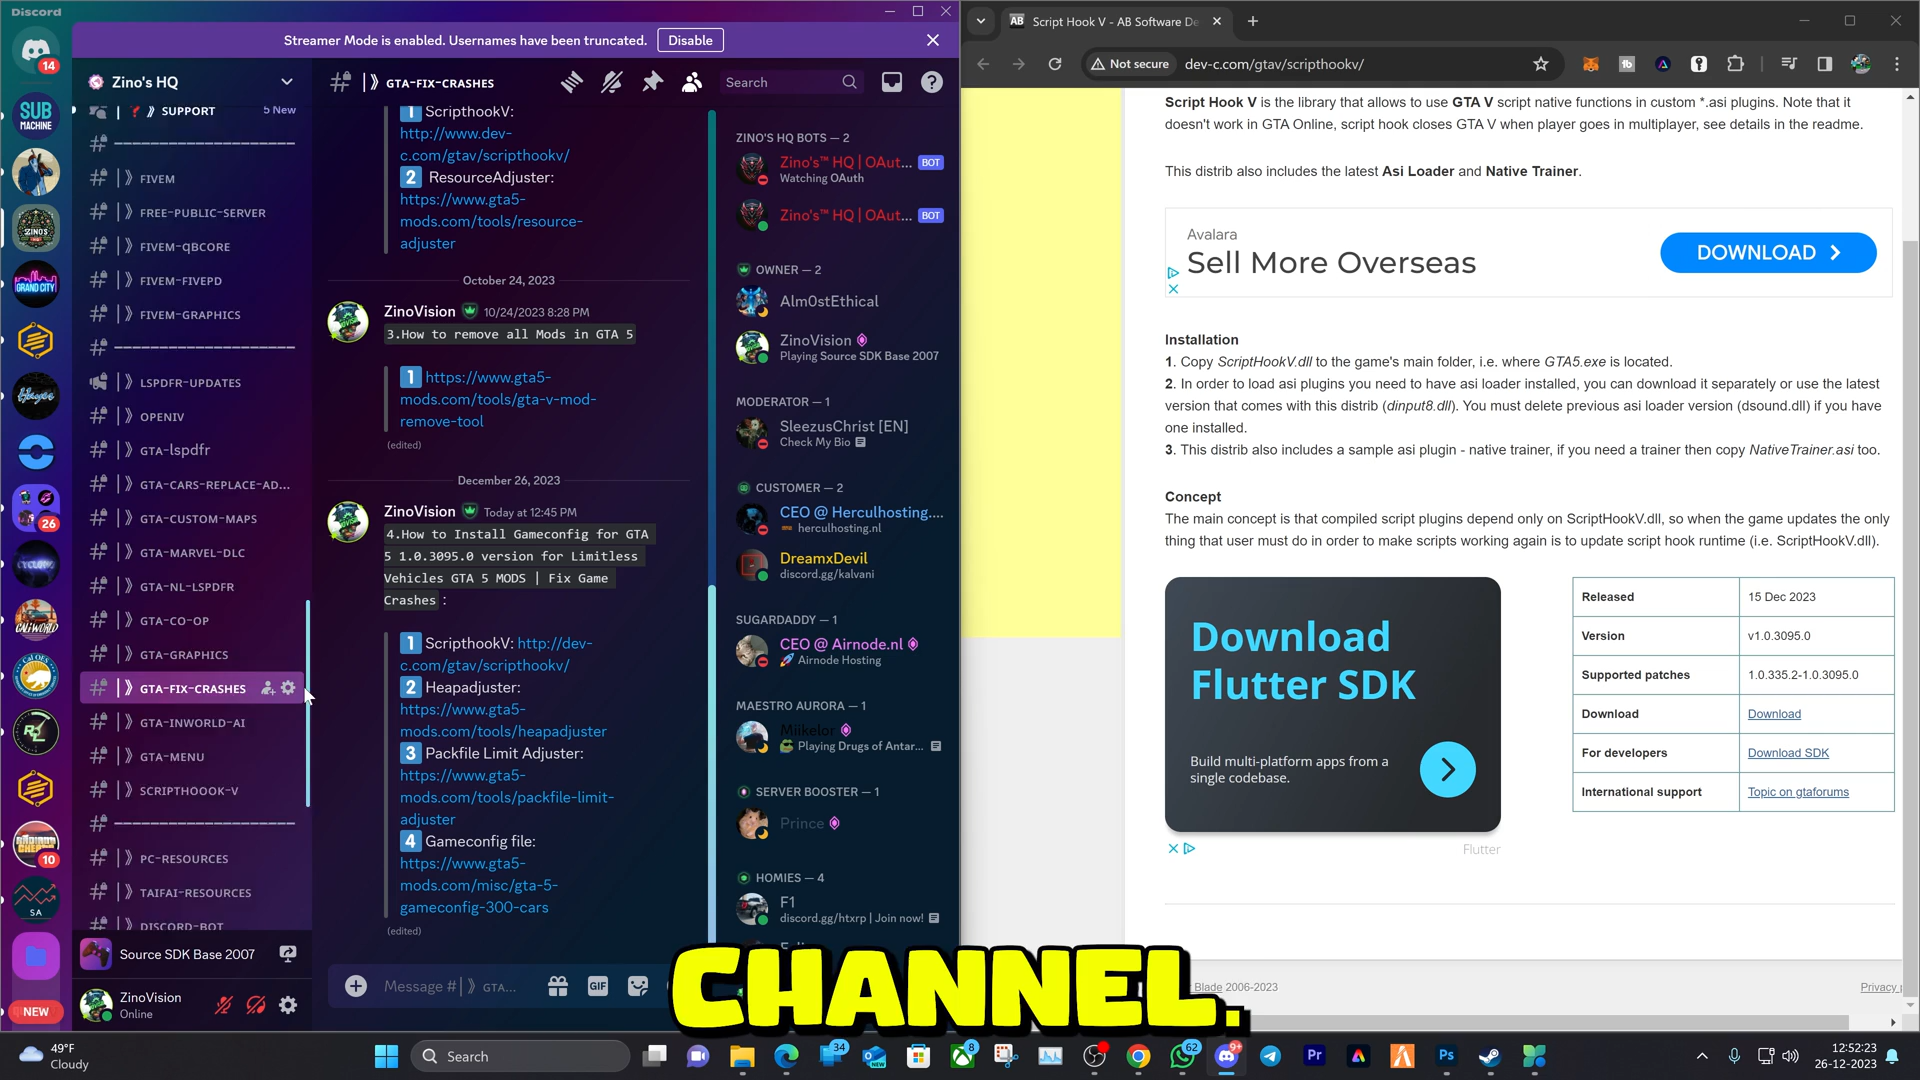 Discord
Streamer Mode is enabled. Usernames have been truncated.
Disable
14
Zino's HQ
SUPPORT
5 New
FIVEM
FREE-PUBLIC-SERVER
FIVEM-QBCORE
FIVEM-FIVEPD
FIVEM-GRAPHICS
LSPDFR-UPDATES
OPENIV
GTA-lspdfr
GTA-CARS-REPLACE-AD...
GTA-CUSTOM-MAPS
GTA-MARVEL-DLC
GTA-NL-LSPDFR
GTA-CO-OP
GTA-GRAPHICS
GTA-FIX-CRASHES
GTA-INWORLD-AI
GTA-MENU
SCRIPTHOOOK-V
PC-RESOURCES
TAIFAI-RESOURCES
DISCORD-BOT
SUB
MACHINE
GRAND CITY
26
10
SA
NEW
Source SDK Base 2007
ZinoVision
Online
GTA-FIX-CRASHES
Search
1 ScripthookV:
http://www.dev-
c.com/gtav/scripthookv/
2 ResourceAdjuster:
https://www.gta5-
mods.com/tools/resource-
adjuster
October 24, 2023
ZinoVision 10/24/2023 8:28 PM
3.How to remove all Mods in GTA 5
1 https://www.gta5-
mods.com/tools/gta-v-mod-
remove-tool
(edited)
December 26, 2023
ZinoVision Today at 12:45 PM
4.How to Install Gameconfig for GTA
5 1.0.3095.0 version for Limitless
Vehicles GTA 5 MODS | Fix Game
Crashes :
1 ScripthookV: http://dev-
c.com/gtav/scripthookv/
2 Heapadjuster:
https://www.gta5-
mods.com/tools/heapadjuster
3 Packfile Limit Adjuster:
https://www.gta5-
mods.com/tools/packfile-limit-
adjuster
4 Gameconfig file:
https://www.gta5-
mods.com/misc/gta-5-
gameconfig-300-cars
(edited)
Message # GTA...
GIF
ZINO'S HQ BOTS — 2
Zino's™ HQ | OAut... BOT
Watching OAuth
Zino's™ HQ | OAut... BOT
OWNER — 2
Alm0stEthical
ZinoVision
Playing Source SDK Base 2007
MODERATOR — 1
SleezusChrist [EN]
Check My Bio
CUSTOMER — 2
CEO @ Herculhosting....
herculhosting.nl
DreamxDevil
discord.gg/kalvani
SUGARDADDY — 1
CEO @ Airnode.nl
Airnode Hosting
MAESTRO AURORA — 1
Miikelor
Playing Drugs of Antar...
SERVER BOOSTER — 1
Prince
HOMIES — 4
F1
discord.gg/htxrp | Join now!
AB Script Hook V - AB Software De
Not secure
dev-c.com/gtav/scripthookv/
Script Hook V is the library that allows to use GTA V script native functions in custom *.asi plugins. Note that it
doesn't work in GTA Online, script hook closes GTA V when player goes in multiplayer, see details in the readme.
This distrib also includes the latest Asi Loader and Native Trainer.
Avalara
Sell More Overseas
DOWNLOAD
Installation
1. Copy ScriptHookV.dll to the game's main folder, i.e. where GTA5.exe is located.
2. In order to load asi plugins you need to have asi loader installed, you can download it separately or use the latest
version that comes with this distrib (dinput8.dll). You must delete previous asi loader version (dsound.dll) if you have
one installed.
3. This distrib also includes a sample asi plugin - native trainer, if you need a trainer then copy NativeTrainer.asi too.
Concept
The main concept is that compiled script plugins depend only on ScriptHookV.dll, so when the game updates the only
thing that user must do in order to make scripts working again is to update script hook runtime (i.e. ScriptHookV.dll).
Download
Flutter SDK
Build multi-platform apps from a
single codebase.
Flutter
Released 15 Dec 2023
Version v1.0.3095.0
Supported patches 1.0.335.2-1.0.3095.0
Download Download
For developers Download SDK
International support Topic on gtaforums
Blade 2006-2023
CHANNEL.
49°F
Cloudy
Search
34
8
62
9+
Pr
Ps
12:52:23
26-12-2023